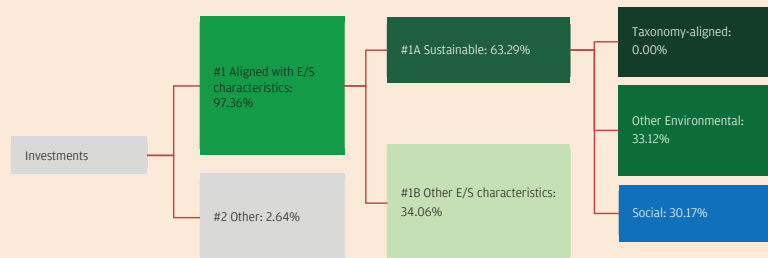 Investments
#1 Aligned with E/S
characteristics:
97.36%
#2 Other: 2.64%
#1A Sustainable: 63.29%
#1B Other E/S characteristics:
34.06%
Taxonomy-aligned:
0.00%
Other Environmental:
33.12%
Social: 30.17%